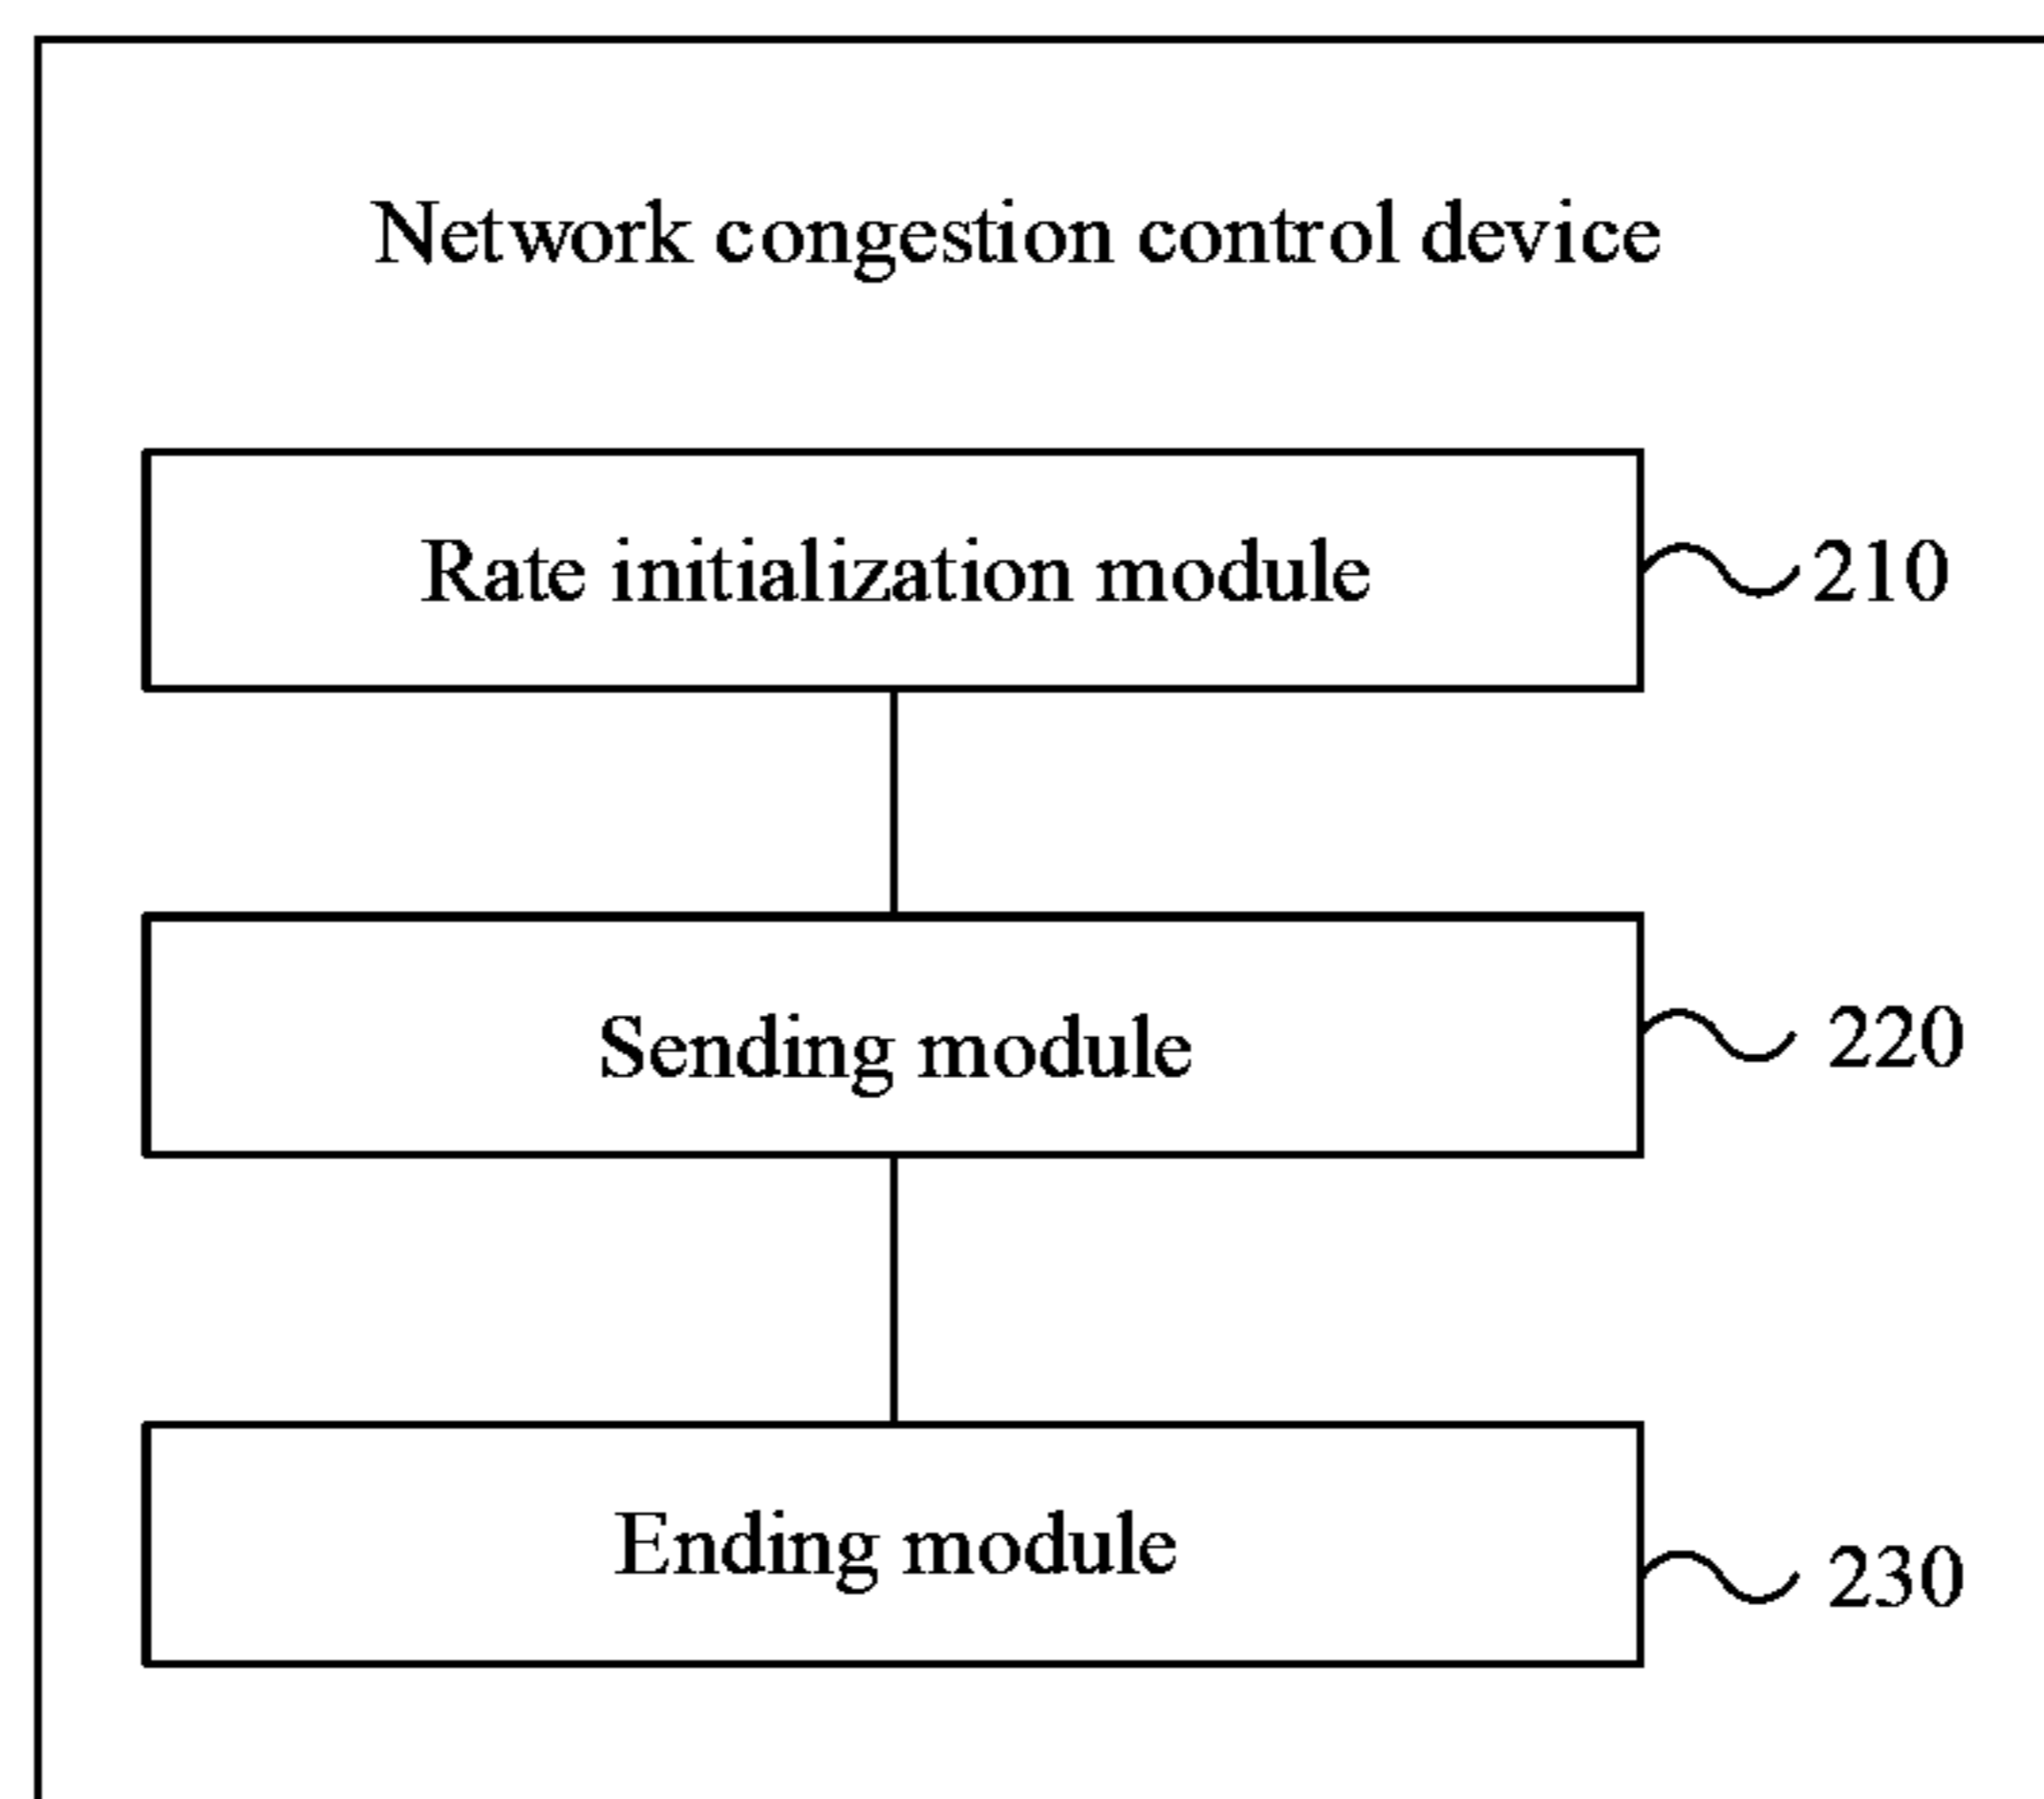 Network congestion control device
Rate initialization module
210
Sending module
220
Ending module
230